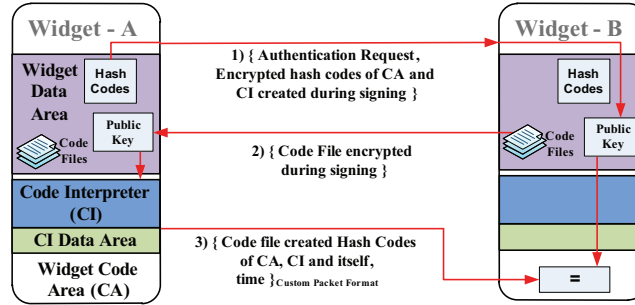 Widget - A
Widget - B
Widget
Data
Area
Hash
Codes
Public
Key
Code
Files
Code Interpreter
(CI)
CI Data Area
Widget Code
Area (CA)
1) { Authentication Request,
Encrypted hash codes of CA and
CI created during signing }
2) { Code File encrypted
during signing }
3) { Code file created Hash Codes
of CA, CI and itself,
time }Custom Packet Format
Hash
Codes
Public
Key
Code
Files
=